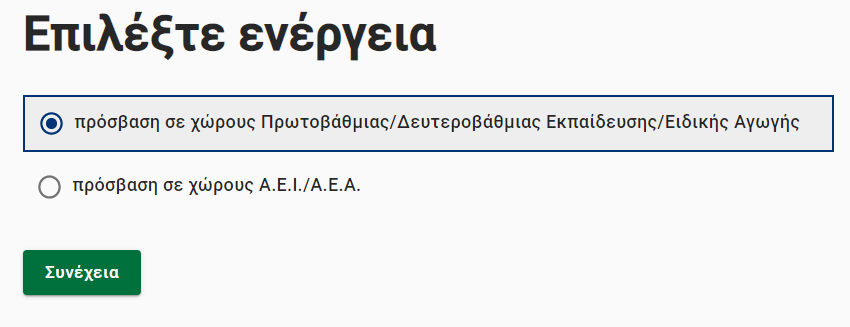 Επιλέξτε ενέργεια
πρόσβαση σε χώρους Πρωτοβάθμιας/Δευτεροβάθμιας Εκπαίδευσης/Ειδικής Αγωγής
πρόσβαση σε χώρους Α.Ε.Ι./Α.Ε.Α.
Συνέχεια